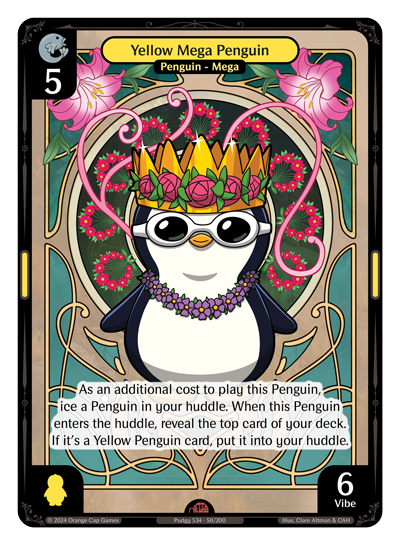 5
Yellow Mega Penguin
Penguin - Mega
As an additional cost to play this Penguin,
ice a Penguin in your huddle. When this Penguin
enters the huddle, reveal the top card of your deck.
If it's a Yellow Penguin card, put it into your huddle.
6
Vibe
© 2024 Orange Cap Games
Pudgy 534 · 50/200
Illus. Clare Altman & CAH